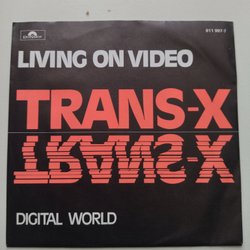 LIVING ON VIDEO
TRANS-X
TRANS-X
DIGITAL WORLD